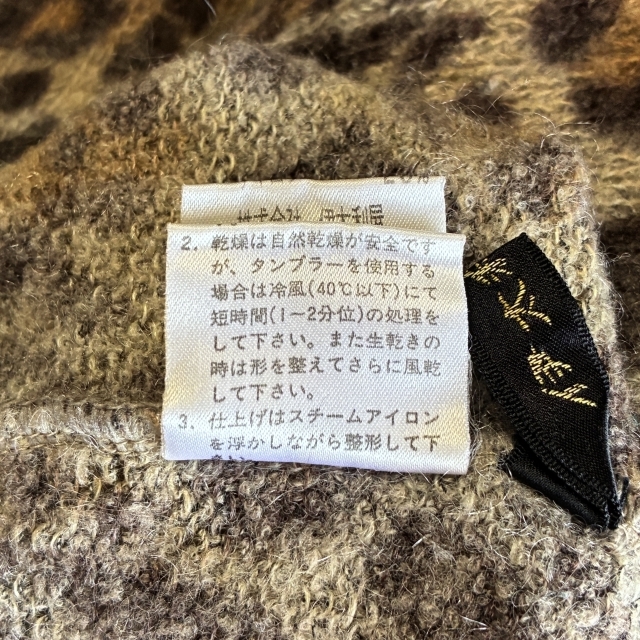 2. 乾燥は自然乾燥が安全です
が、タンブラーを使用する
場合は冷風(40℃以下)にて
短時間(1〜2分位)の処理を
して下さい。また生乾きの
時は形を整えてさらに風乾
して下さい。
3. 仕上げはスチームアイロン
を浮かしながら整形して下
さい。